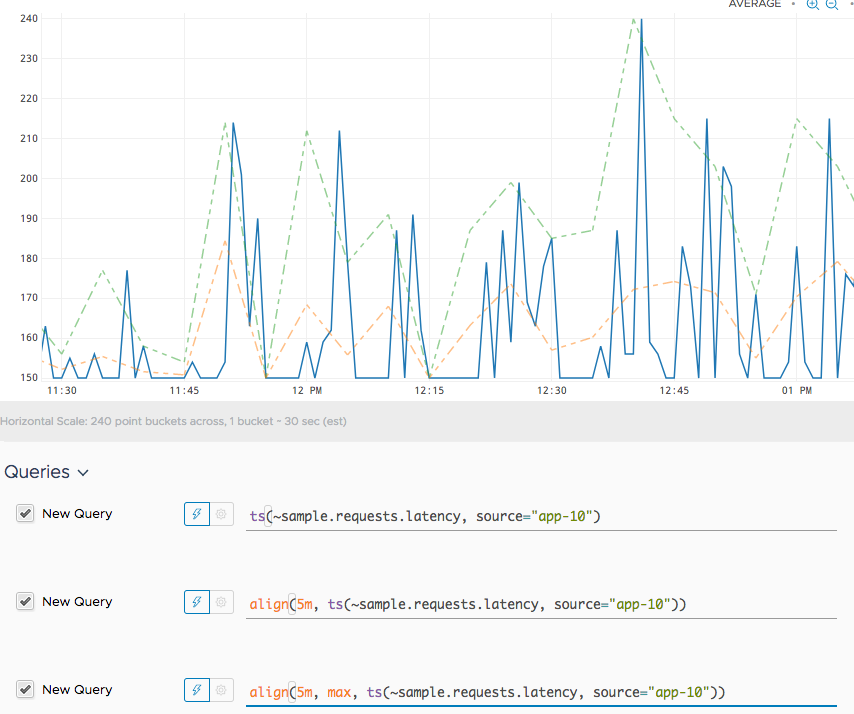 AVERAGE
240
230
220
210
200
190
180
170
160
150
11:30 11:45 12 PM 12:15 12:30 12:45 01 PM
Horizontal Scale: 240 point buckets across, 1 bucket - 30 sec (est)
Queries
New Query ts(~sample.requests.latency, source="app-10")
New Query align(5m, ts(~sample.requests.latency, source="app-10"))
New Query align(5m, max, ts(~sample.requests.latency, source="app-10"))